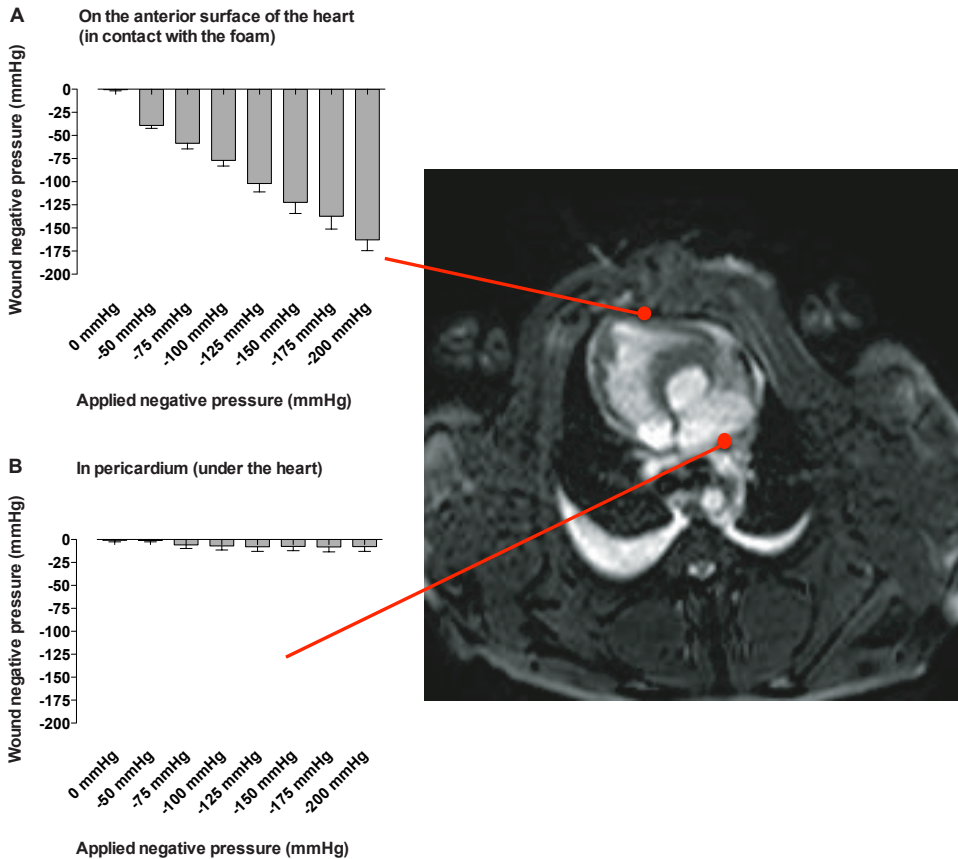 A
On the anterior surface of the heart
(in contact with the foam)
Wound negative pressure (mmHg)
0
-25
-50
-75
-100
-125
-150
-175
-200
0 mmHg
-50 mmHg
-75 mmHg
-100 mmHg
-125 mmHg
-150 mmHg
-175 mmHg
-200 mmHg
Applied negative pressure (mmHg)
B
In pericardium (under the heart)
Wound negative pressure (mmHg)
0
-25
-50
-75
-100
-125
-150
-175
-200
0 mmHg
-50 mmHg
-75 mmHg
-100 mmHg
-125 mmHg
-150 mmHg
-175 mmHg
-200 mmHg
Applied negative pressure (mmHg)